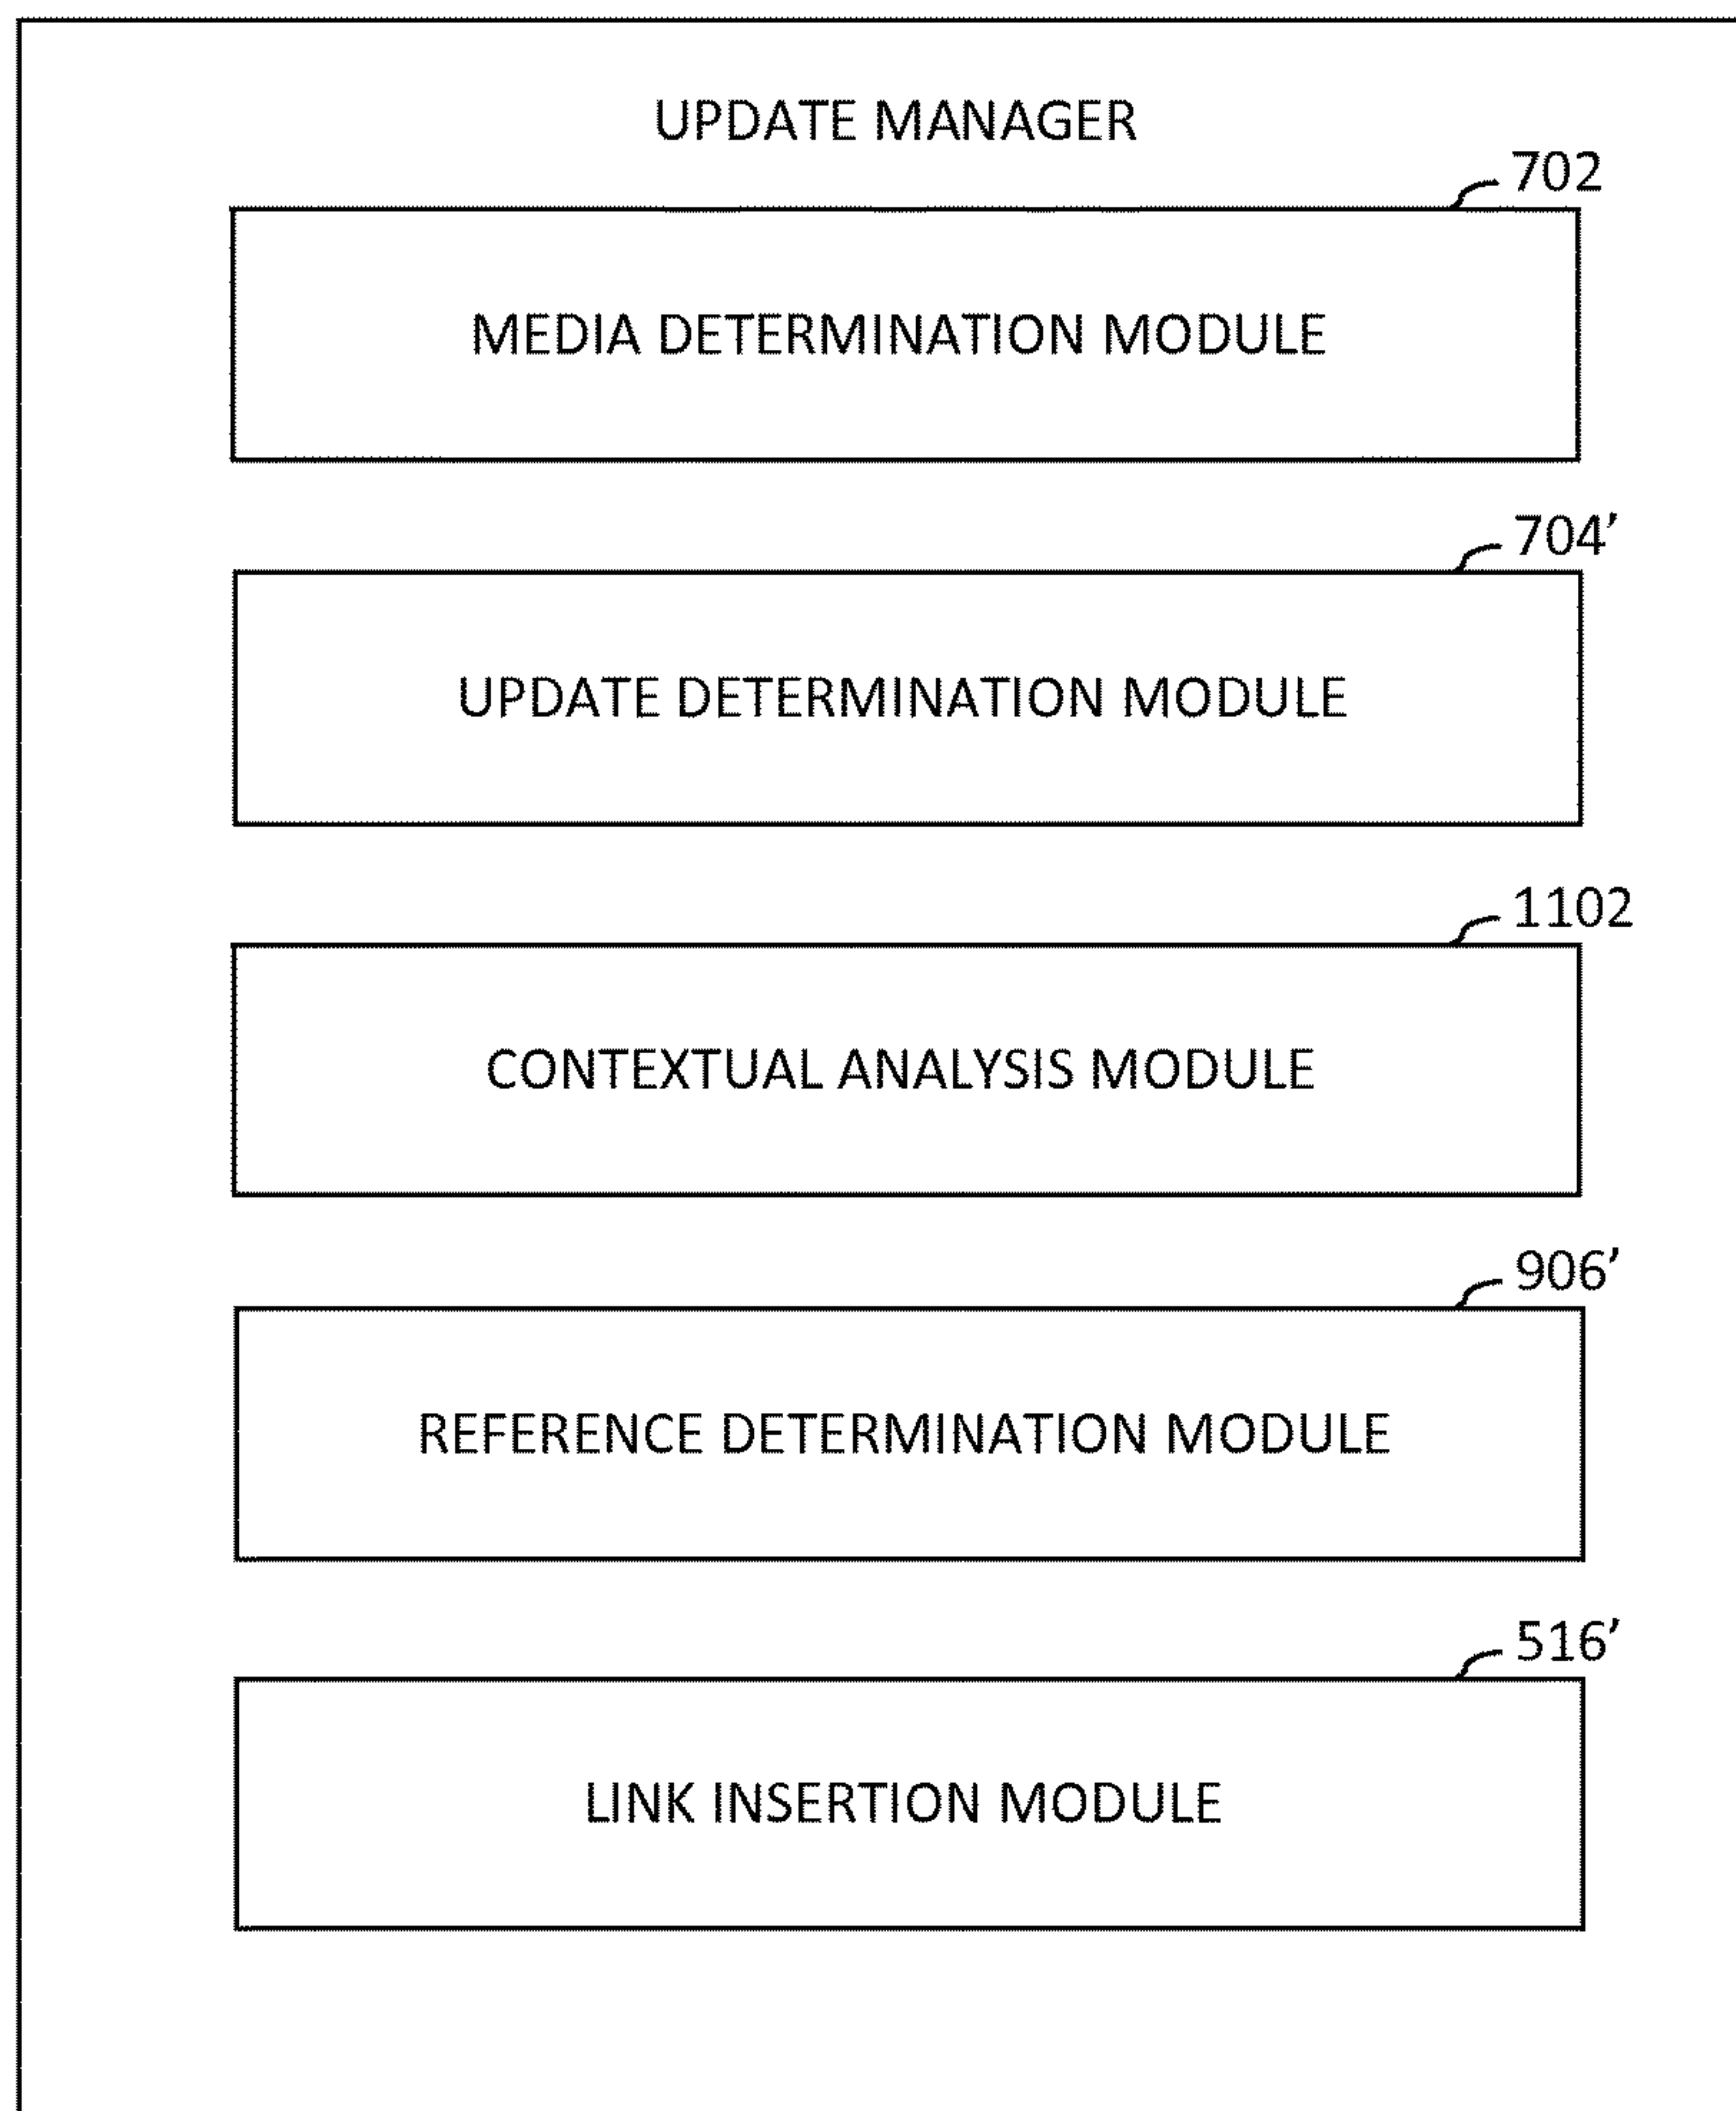 UPDATE MANAGER
702
MEDIA DETERMINATION MODULE
704’
UPDATE DETERMINATION MODULE
1102
CONTEXTUAL ANALYSIS MODULE
906’
REFERENCE DETERMINATION MODULE
516’
LINK INSERTION MODULE